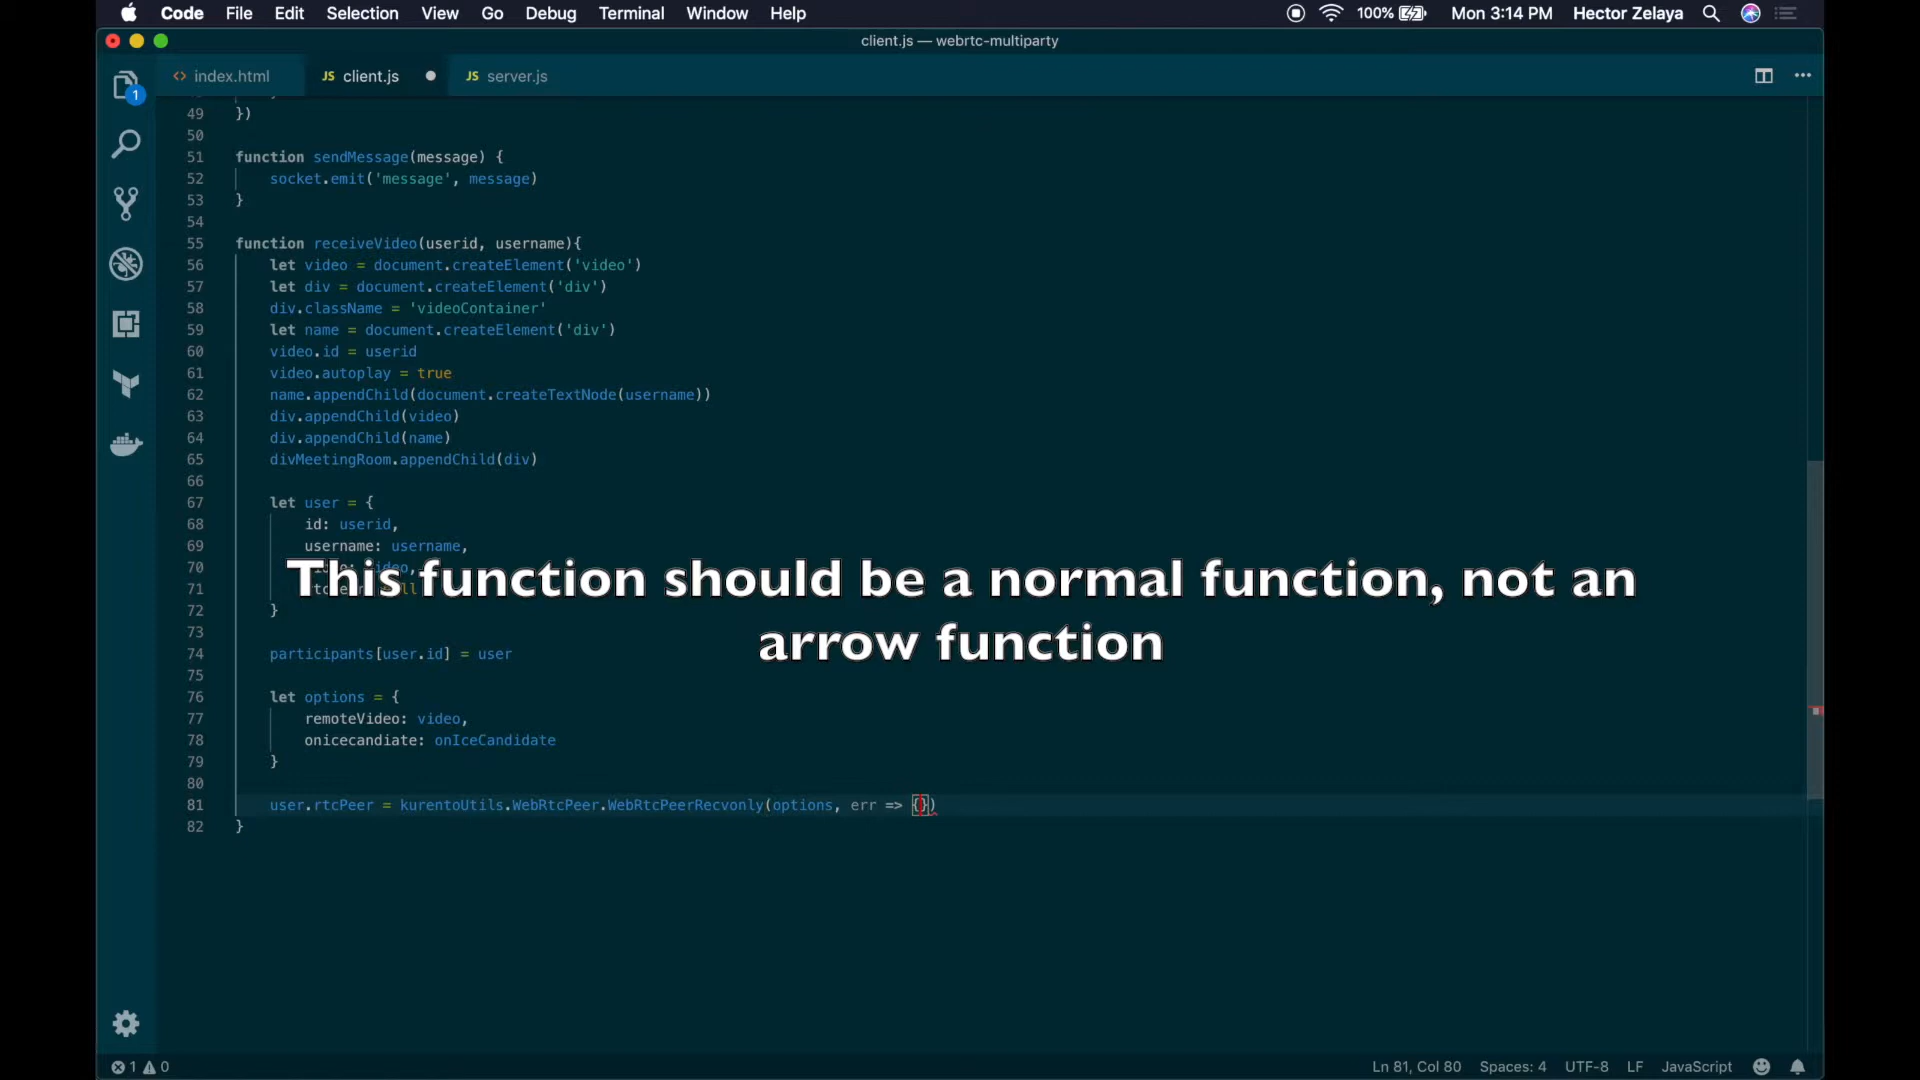 Code File Edit Selection View Go Debug Terminal Window Help 100% Mon 3:14 PM Hector Zelaya
client.js — webrtc-multiparty
<> index.html JS client.js JS server.js
1
49 })
50
51 function sendMessage(message) {
52 socket.emit('message', message)
53 }
54
55 function receiveVideo(userid, username){
56 let video = document.createElement('video')
57 let div = document.createElement('div')
58 div.className = 'videoContainer'
59 let name = document.createElement('div')
60 video.id = userid
61 video.autoplay = true
62 name.appendChild(document.createTextNode(username))
63 div.appendChild(video)
64 div.appendChild(name)
65 divMeetingRoom.appendChild(div)
66
67 let user = {
68 id: userid,
69 username: username,
70
This function should be a normal function, not an
71
72 }
73
arrow function
74 participants[user.id] = user
75
76 let options = {
77 remoteVideo: video,
78 onicecandiate: onIceCandidate
79 }
80
81 user.rtcPeer = kurentoUtils.WebRtcPeer.WebRtcPeerRecvonly(options, err => {})
82 }
1 0 Ln 81, Col 80 Spaces: 4 UTF-8 LF JavaScript